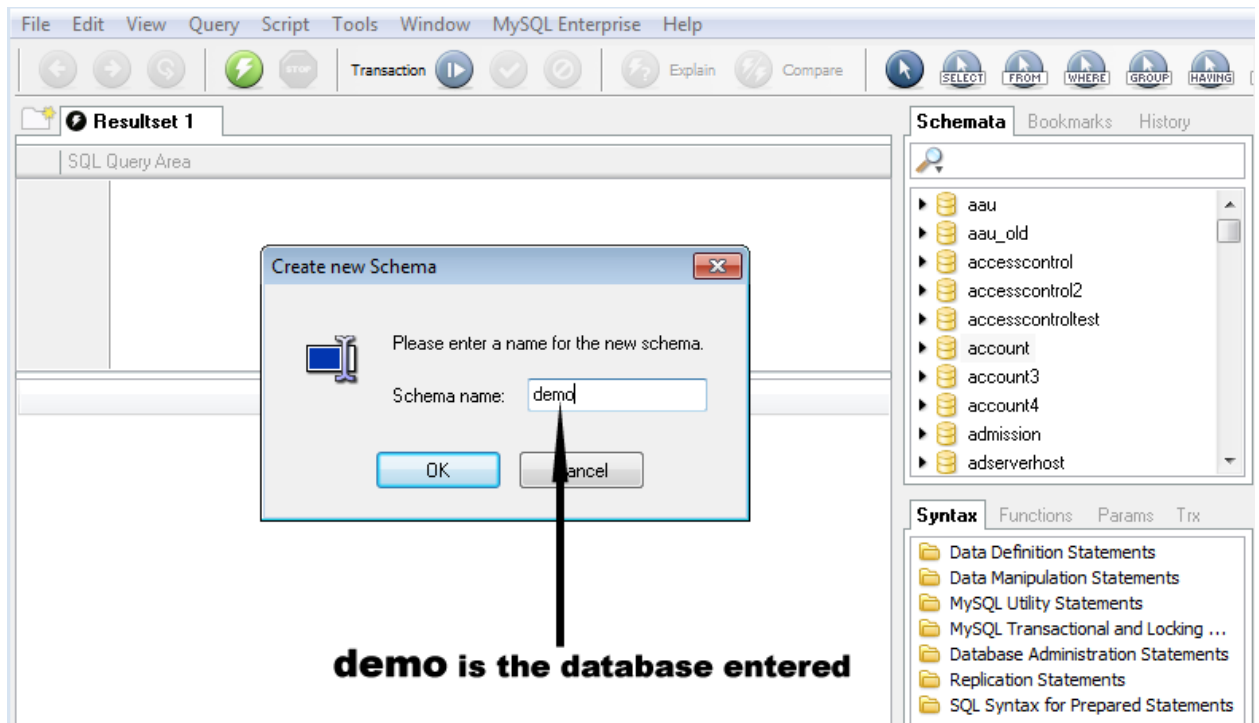 File Edit View Query Script Tools Window MySQL Enterprise Help
STOP Transaction Explain Compare SELECT FROM WHERE GROUP HAVING
Resultset 1
SQL Query Area
Create new Schema
Please enter a name for the new schema.
Schema name: demo
OK
ancel
demo is the database entered
Schemata Bookmarks History
aau
aau_old
accesscontrol
accesscontrol2
accesscontroltest
account
account3
account4
admission
adserverhost
Syntax Functions Params Trx
Data Definition Statements
Data Manipulation Statements
MySQL Utility Statements
MySQL Transactional and Locking ...
Database Administration Statements
Replication Statements
SQL Syntax for Prepared Statements